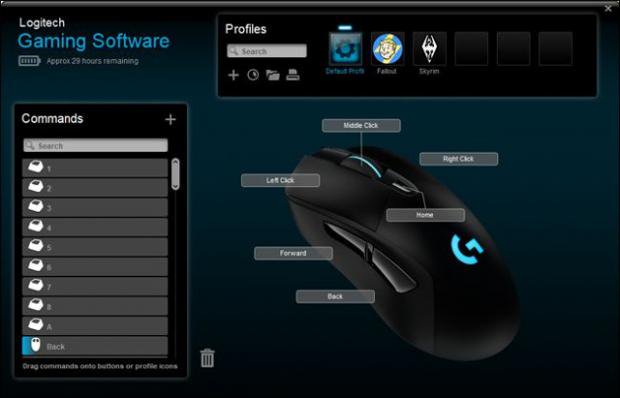 Logitech
Gaming Software
Approx 29 hours remaining
Profiles
Search
Default Profil
Fallout
Skyrim
Commands
Search
1
2
3
4
5
6
7
8
A
Back
Drag commands onto buttons or profile icons
Middle Click
Right Click
Left Click
Home
Forward
Back